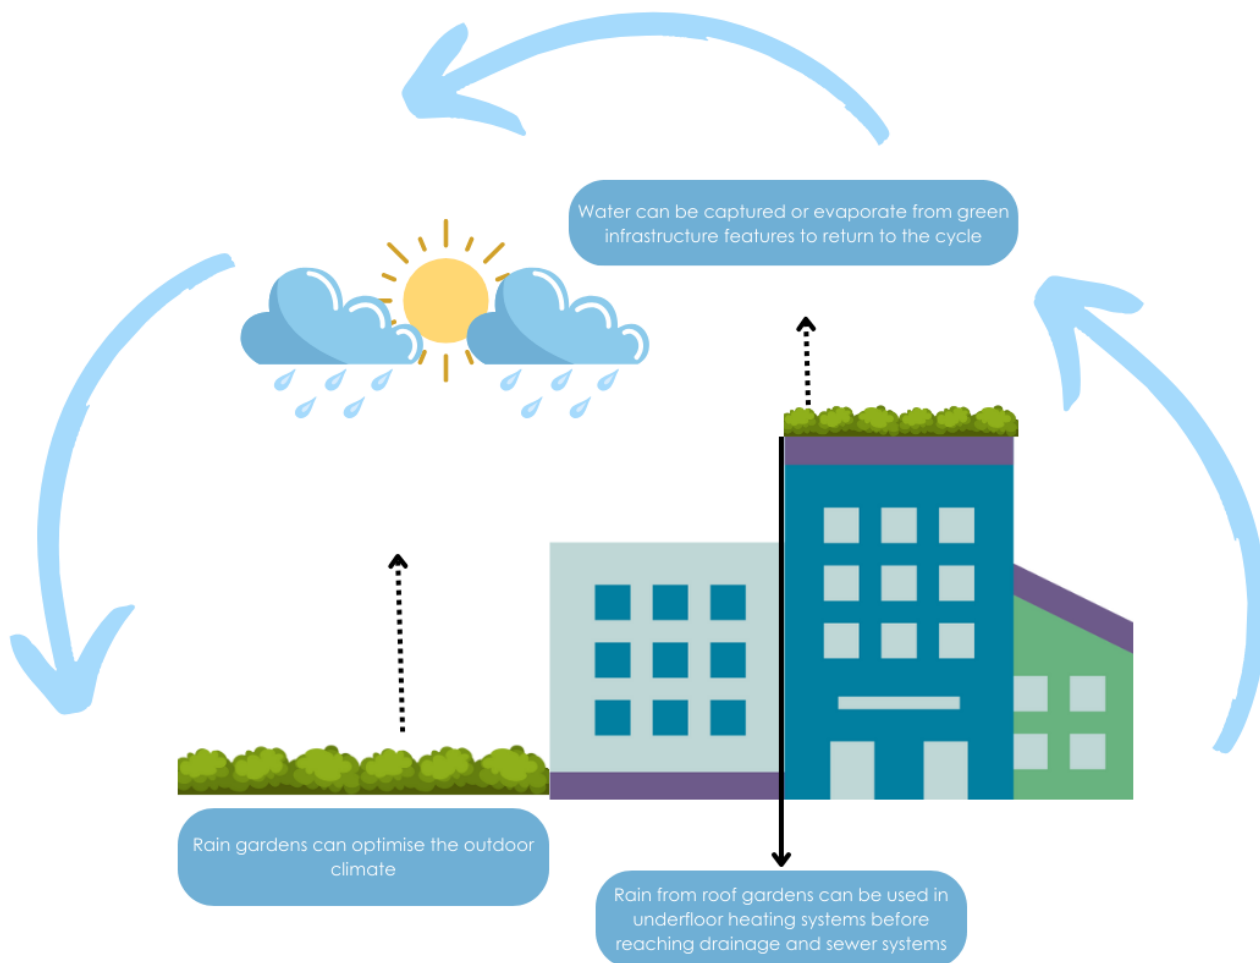 Water can be captured or evaporate from green
infrastructure features to return to the cycle
Rain gardens can optimise the outdoor
climate
Rain from roof gardens can be used in
underfloor heating systems before
reaching drainage and sewer systems